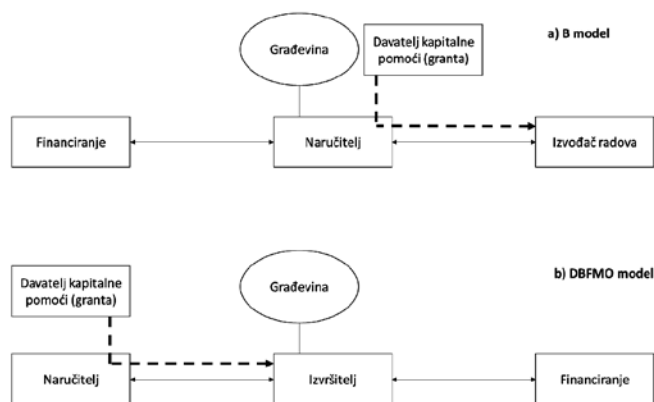 Građevina
Davatelj kapitalne
pomoći (granta)
a) B model
Financiranje
Naručitelj
Izvođač radova
Davatelj kapitalne
pomoći (granta)
Građevina
b) DBFMO model
Naručitelj
Izvršitelj
Financiranje